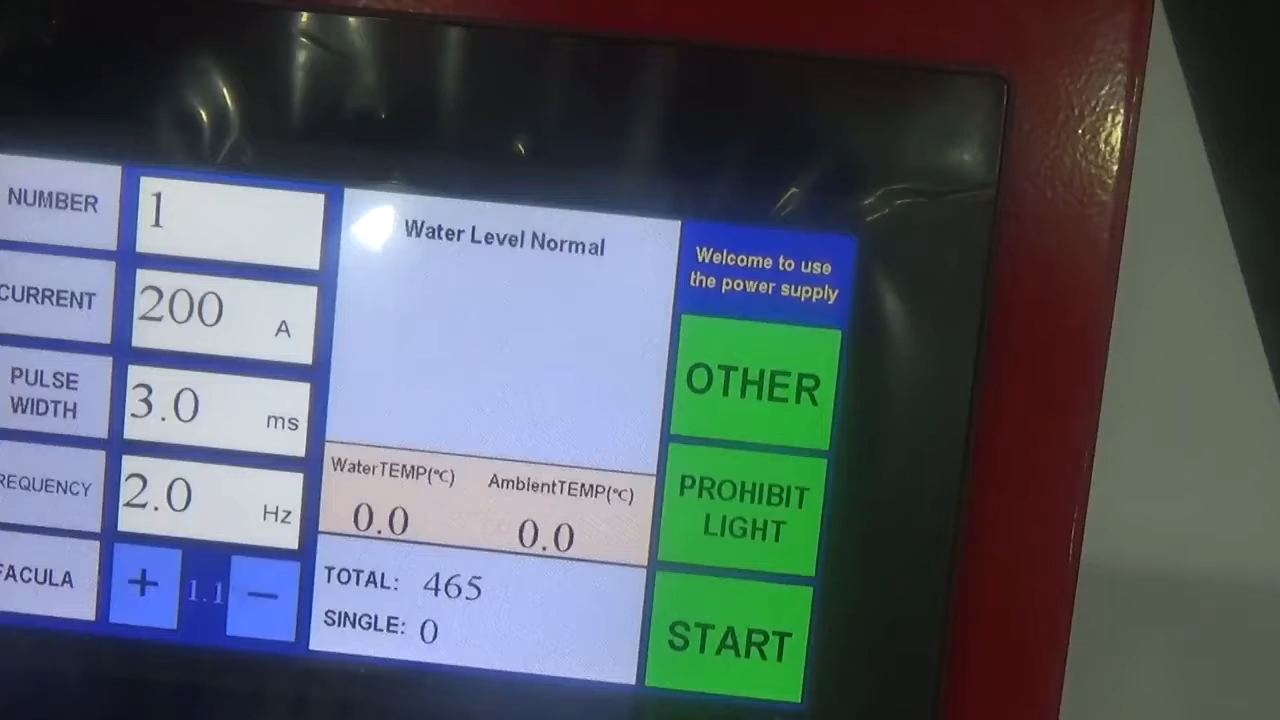 NUMBER 1
CURRENT 200 A
PULSE
WIDTH
3.0 ms
REQUENCY 2.0 Hz
FACULA + 1.1 −
Water Level Normal
WaterTEMP(℃) AmbientTEMP(℃)
0.0 0.0
TOTAL: 465
SINGLE: 0
Welcome to use
the power supply
OTHER
PROHIBIT
LIGHT
START